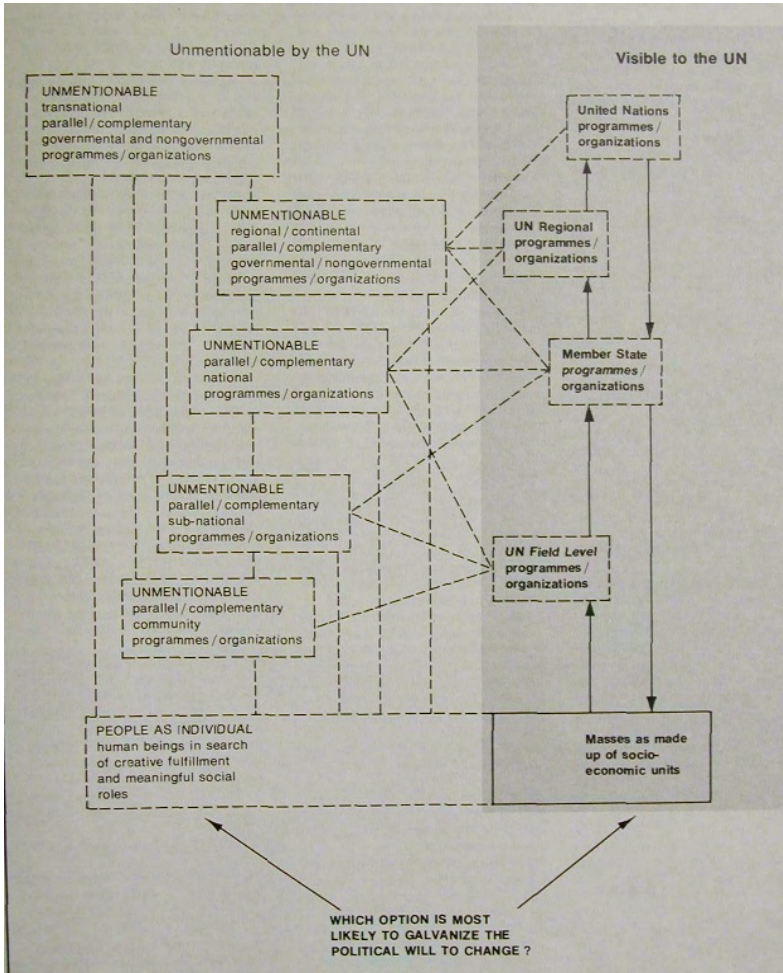 Unmentionable by the UN
Visible to the UN
UNMENTIONABLE
transnational
parallel/complementary
governmental and nongovernmental
programmes/organizations
United Nations
programmes/
organizations
UNMENTIONABLE
regional/continental
parallel/complementary
governmental/nongovernmental
programmes/organizations
UN Regional
programmes/
organizations
UNMENTIONABLE
parallel/complementary
national
programmes/organizations
Member State
programmes/
organizations
UNMENTIONABLE
parallel/complementary
sub-national
programmes/organizations
UN Field Level
programmes/
organizations
UNMENTIONABLE
parallel/complementary
community
programmes/organizations
PEOPLE AS INDIVIDUAL
human beings in search
of creative fulfillment
and meaningful social
roles
Masses as made
up of socio-
economic units
WHICH OPTION IS MOST
LIKELY TO GALVANIZE THE
POLITICAL WILL TO CHANGE ?